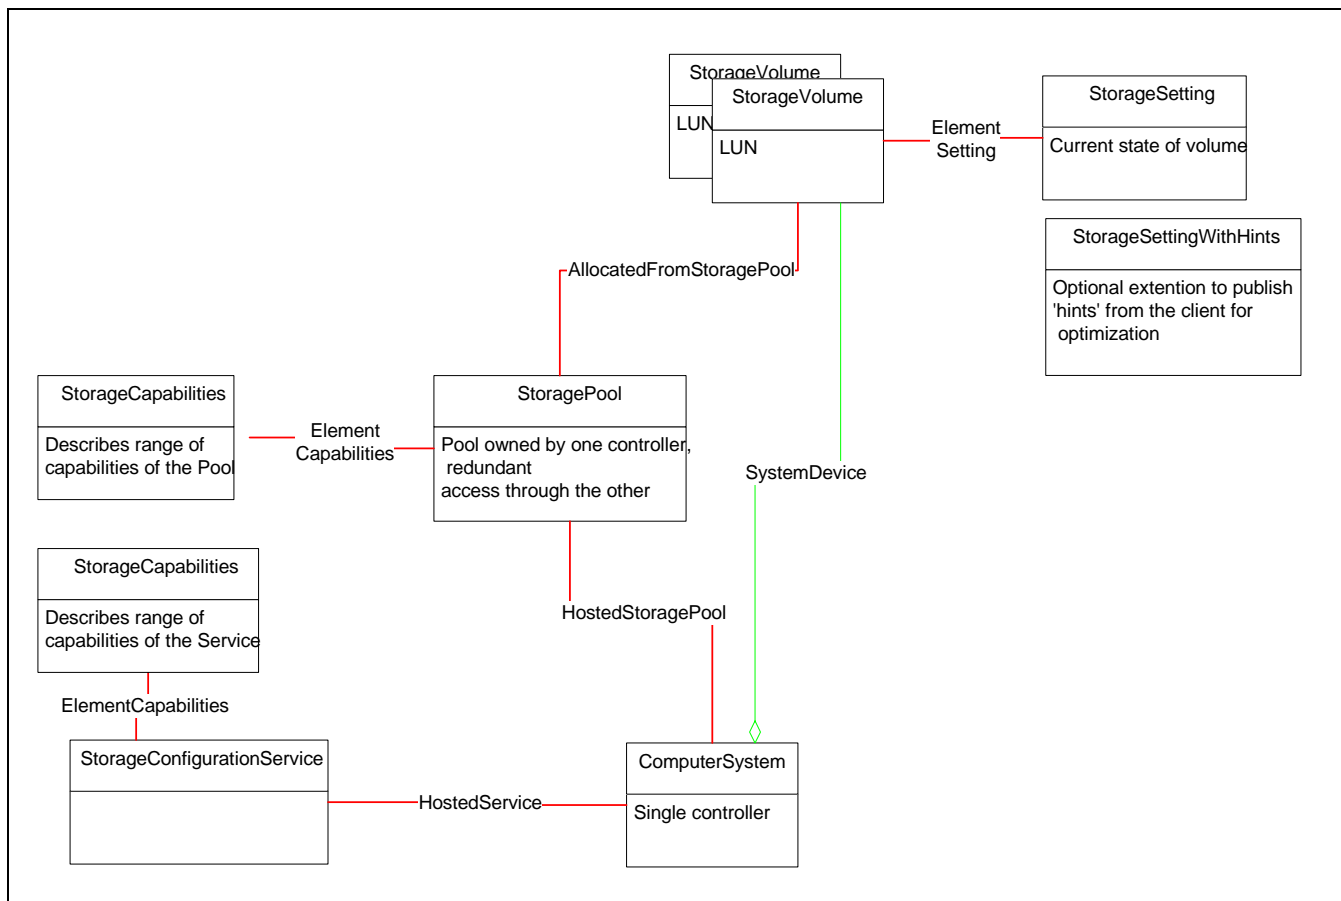 StorageVolume
LUN
StorageVolume
LUN
Element
Setting
StorageSetting
Current state of volume
StorageSettingWithHints
Optional extention to publish
'hints' from the client for
optimization
AllocatedFromStoragePool
StorageCapabilities
Describes range of
capabilities of the Pool
Element
Capabilities
StoragePool
Pool owned by one controller,
redundant
access through the other
SystemDevice
StorageCapabilities
Describes range of
capabilities of the Service
HostedStoragePool
ElementCapabilities
StorageConfigurationService
HostedService
ComputerSystem
Single controller